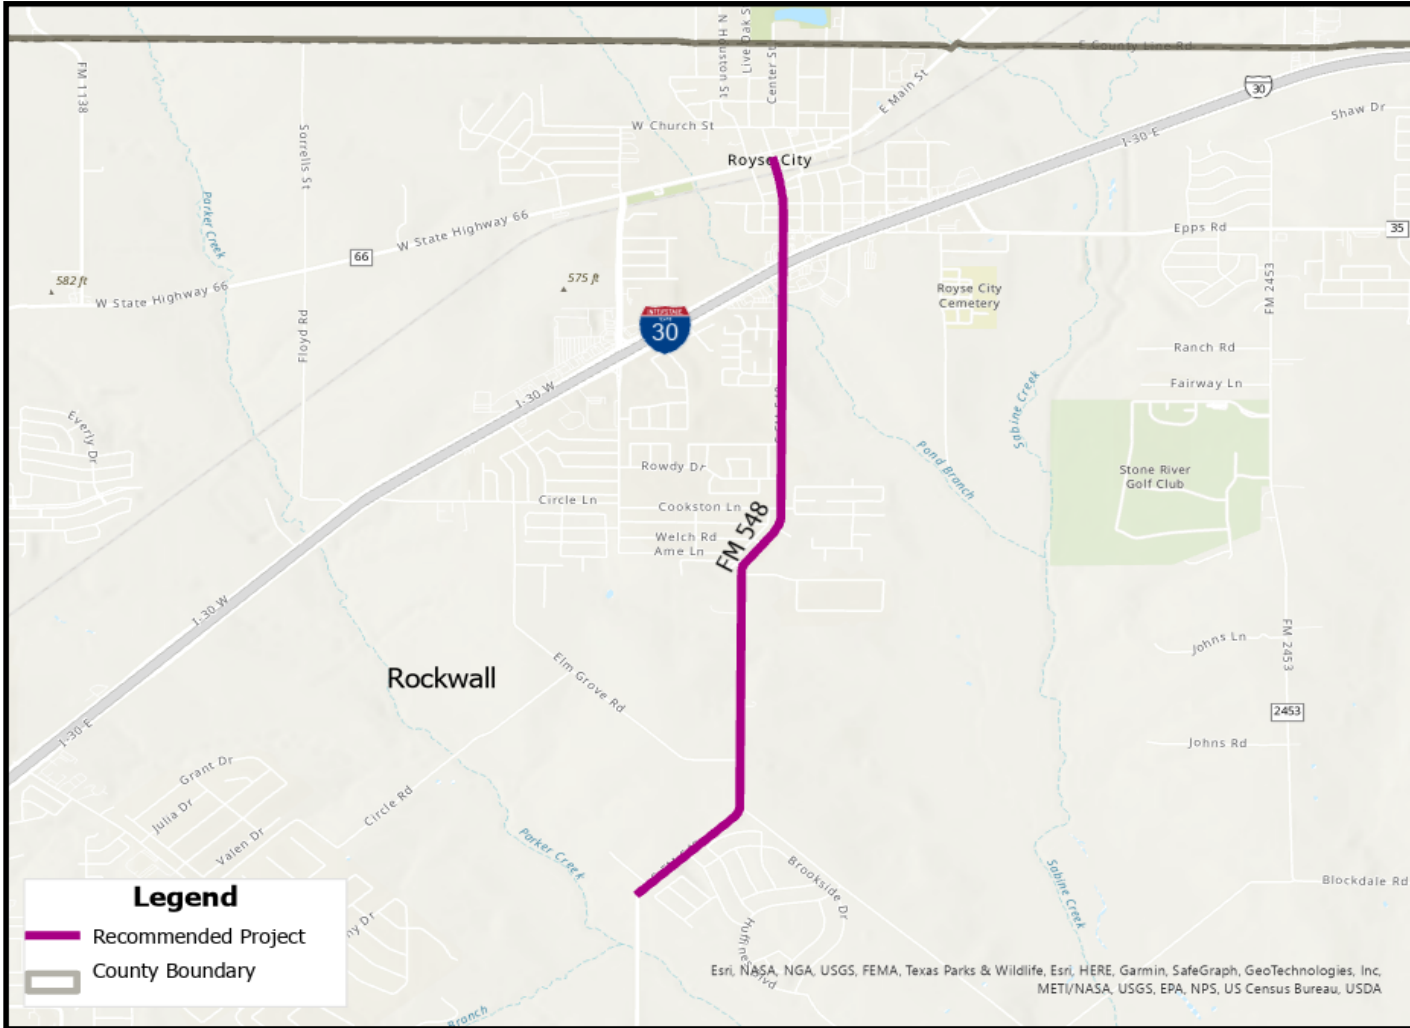 N Houston St
Live Oak S
Center St
E County Line Rd
FM 1138
30
E Main St
Shaw Dr
I-30 E
W Church St
Sorrells St
Royse City
Parker Creek
W State Highway 66
66
Epps Rd
35
582 ft
575 ft
W State Highway 66
Royse City
Cemetery
FM 2453
INTERSTATE
30
Floyd Rd
Ranch Rd
Fairway Ln
I-30 W
Sabine Creek
Everly Dr
Rowdy Dr
Pond Branch
Stone River
Golf Club
Circle Ln
Cookston Ln
FM 548
Welch Rd
Ame Ln
I-30 W
Johns Ln
FM 2453
Rockwall
Elm Grove Rd
2453
I-30 E
Johns Rd
Grant Dr
Julia Dr
Circle Rd
Valen Dr
Parker Creek
Brookside Dr
Sabine Creek
Blockdale Rd
Legend
Recommended Project
County Boundary
ny Dr
Huffines Blvd
Branch
Esri, NASA, NGA, USGS, FEMA, Texas Parks & Wildlife, Esri, HERE, Garmin, SafeGraph, GeoTechnologies, Inc,
METI/NASA, USGS, EPA, NPS, US Census Bureau, USDA